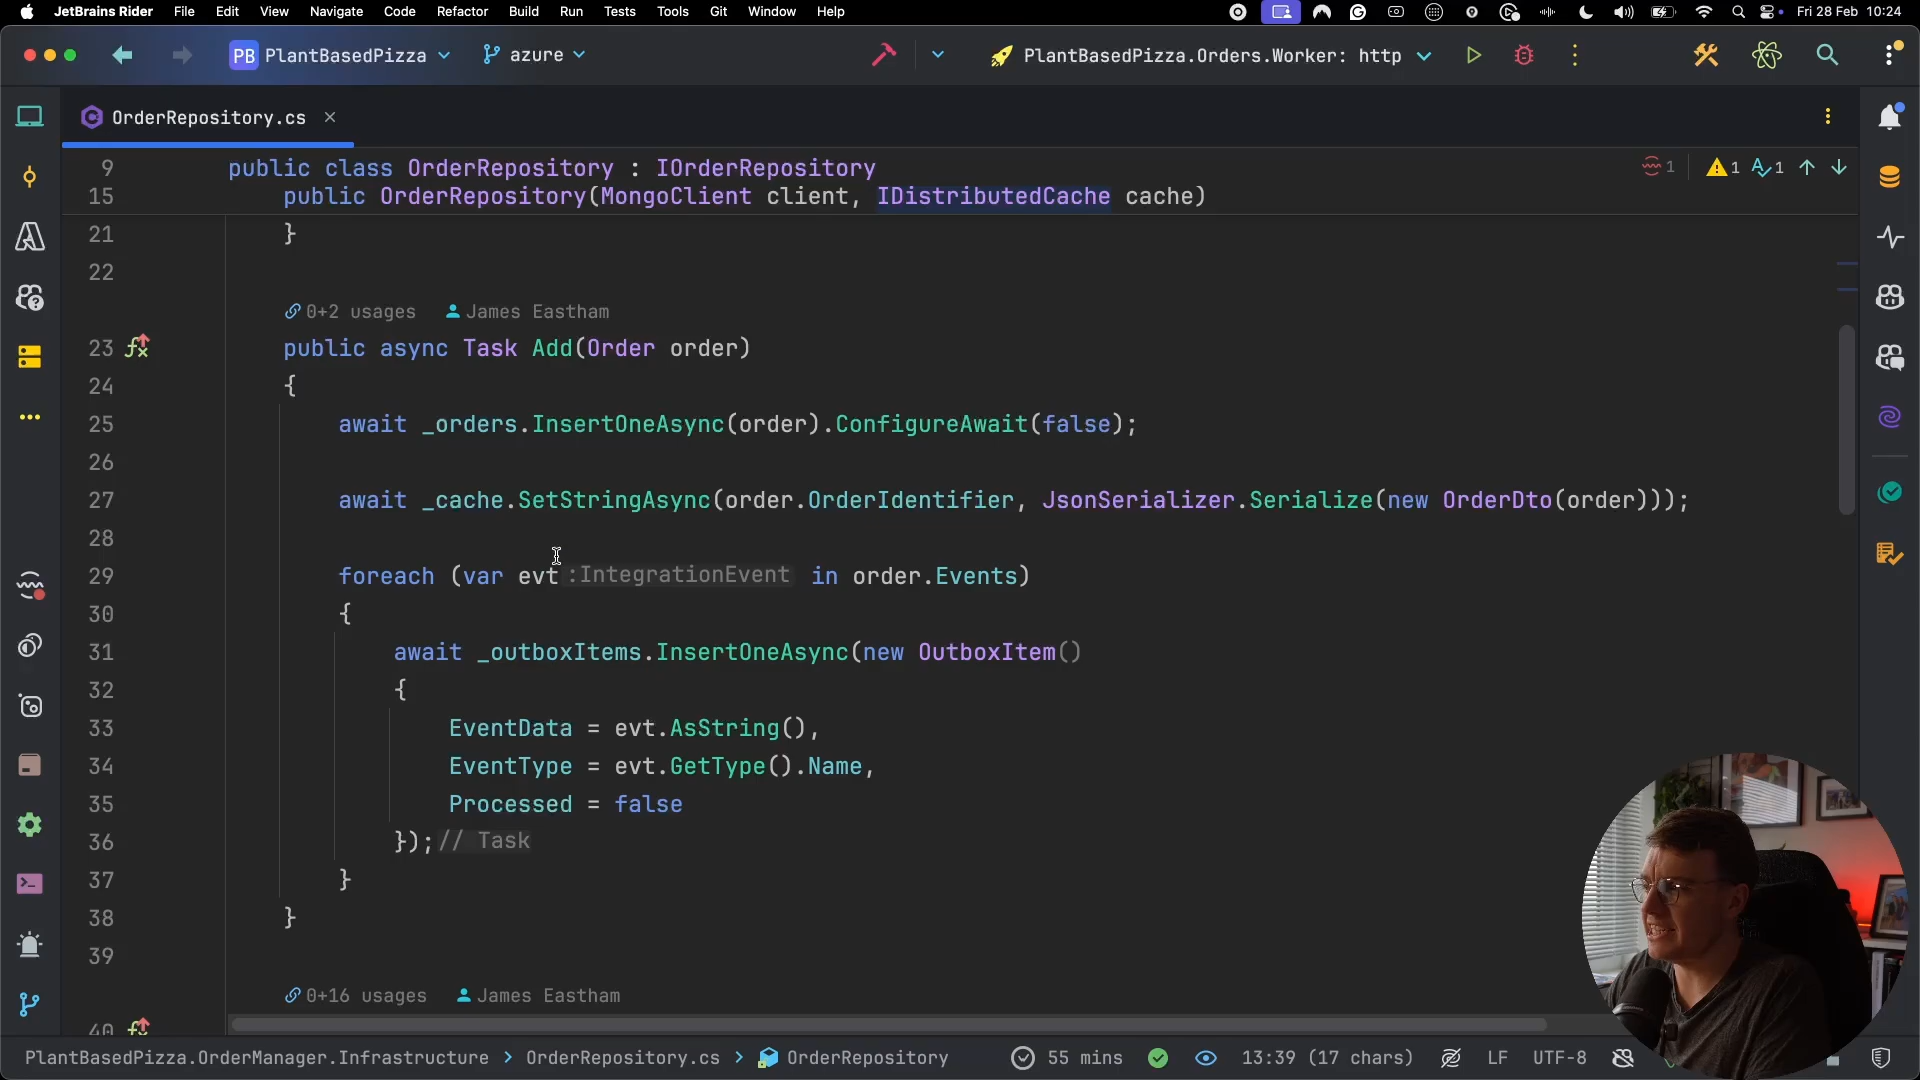 JetBrains Rider File Edit View Navigate Code Refactor Build Run Tests Tools Git Window Help Fri 28 Feb 10:24
PB PlantBasedPizza azure PlantBasedPizza.Orders.Worker: http
OrderRepository.cs
9 public class OrderRepository : IOrderRepository 1 1 1
15 public OrderRepository(MongoClient client, IDistributedCache cache)
21 }
22
0+2 usages James Eastham
23 public async Task Add(Order order)
24 {
25 await _orders.InsertOneAsync(order).ConfigureAwait(false);
26
27 await _cache.SetStringAsync(order.OrderIdentifier, JsonSerializer.Serialize(new OrderDto(order)));
28
29 foreach (var evt :IntegrationEvent in order.Events)
30 {
31 await _outboxItems.InsertOneAsync(new OutboxItem()
32 {
33 EventData = evt.AsString(),
34 EventType = evt.GetType().Name,
35 Processed = false
36 }); // Task
37 }
38 }
39
0+16 usages James Eastham
40
PlantBasedPizza.OrderManager.Infrastructure > OrderRepository.cs > OrderRepository 55 mins 13:39 (17 chars) LF UTF-8